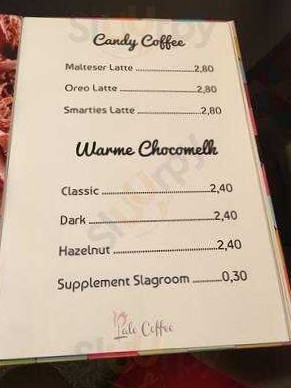 Candy Coffee
Malteser Latte ........................2,80
Oreo Latte ..............................2,80
Smarties Latte ........................2,80
Warme Chocomelk
Classic ....................................2,40
Dark ........................................2,40
Hazelnut .................................2,40
Supplement Slagroom ..........0,30
Coffee